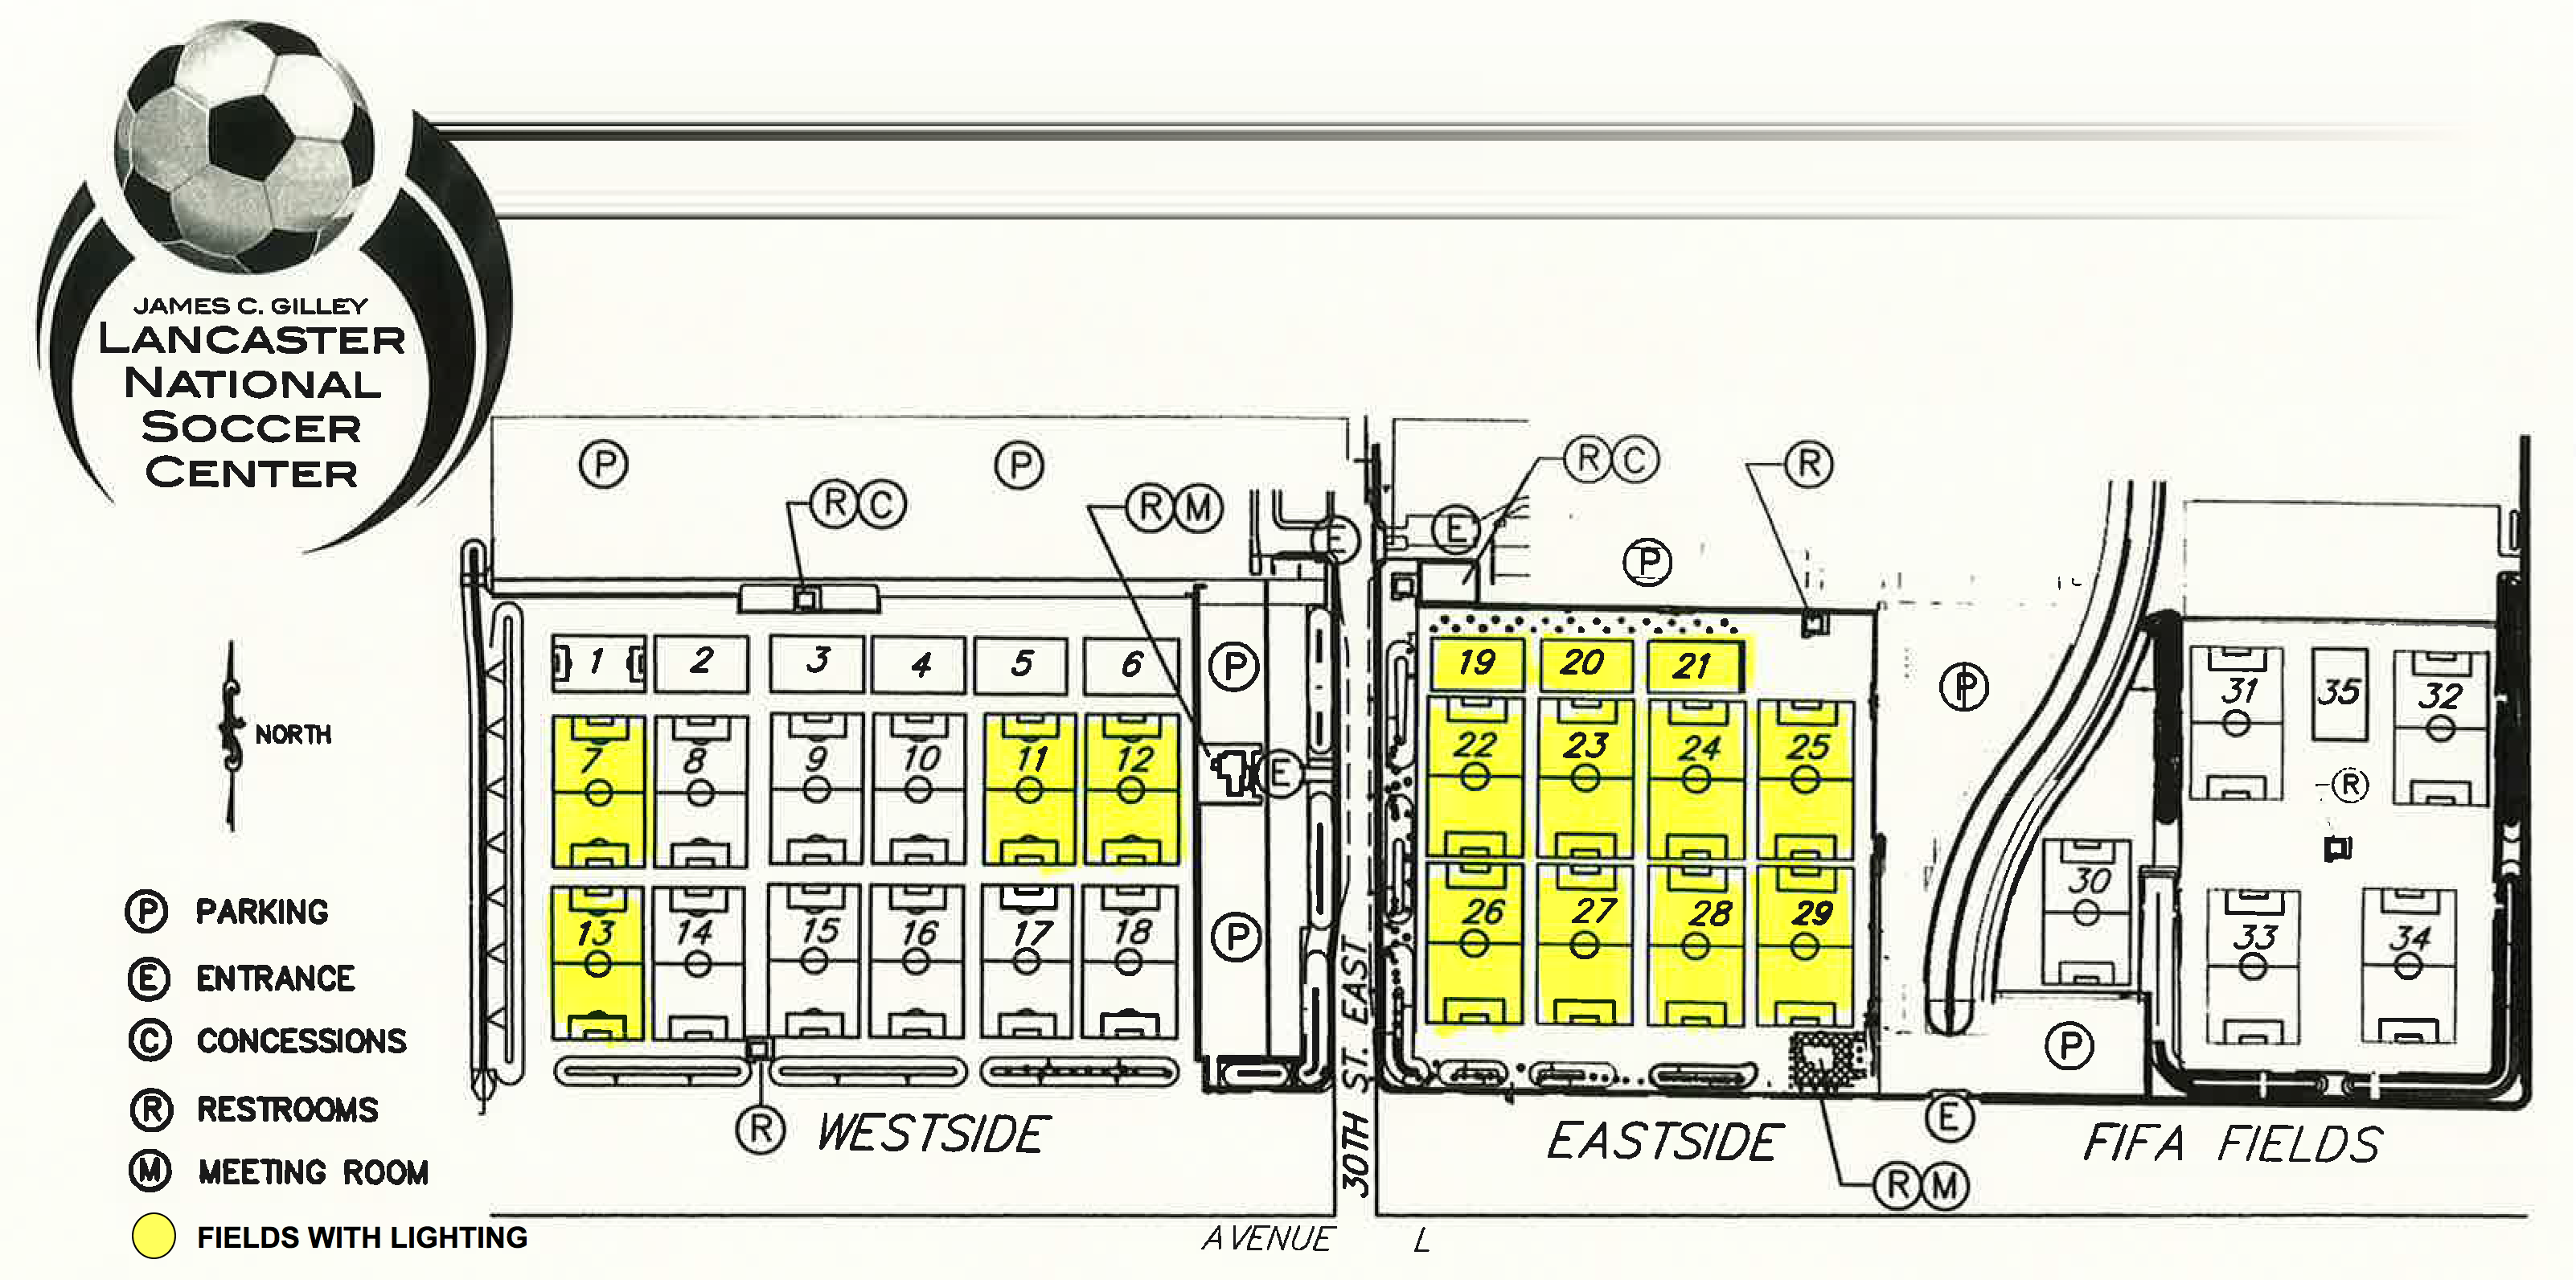 JAMES C. GILLEY
LANCASTER
NATIONAL
SOCCER
CENTER
P
P
R C
R M
E
E
R C
R
P
1 2 3 4 5 6
P
19 20 21
P
31 35 32
7 8 9 10 11 12
E
22 23 24 25
R
NORTH
13 14 15 16 17 18
P
26 27 28 29
30
33 34
P
R
WESTSIDE
30TH ST. EAST
EASTSIDE
E
FIFA FIELDS
R M
AVENUE L
P PARKING
E ENTRANCE
C CONCESSIONS
R RESTROOMS
M MEETING ROOM
FIELDS WITH LIGHTING